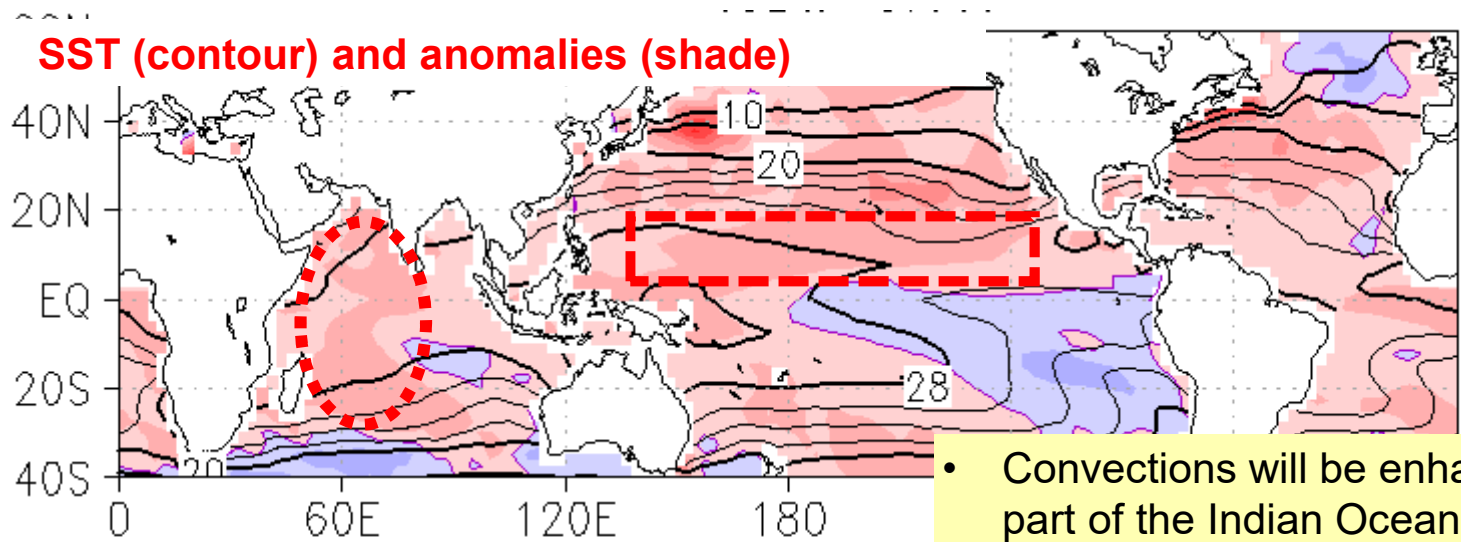 SST (contour) and anomalies (shade)
40N
10
20
20N
EQ
20S
28
20
40S
0 60E 120E 180
• Convections will be
part of the Indian Ocean